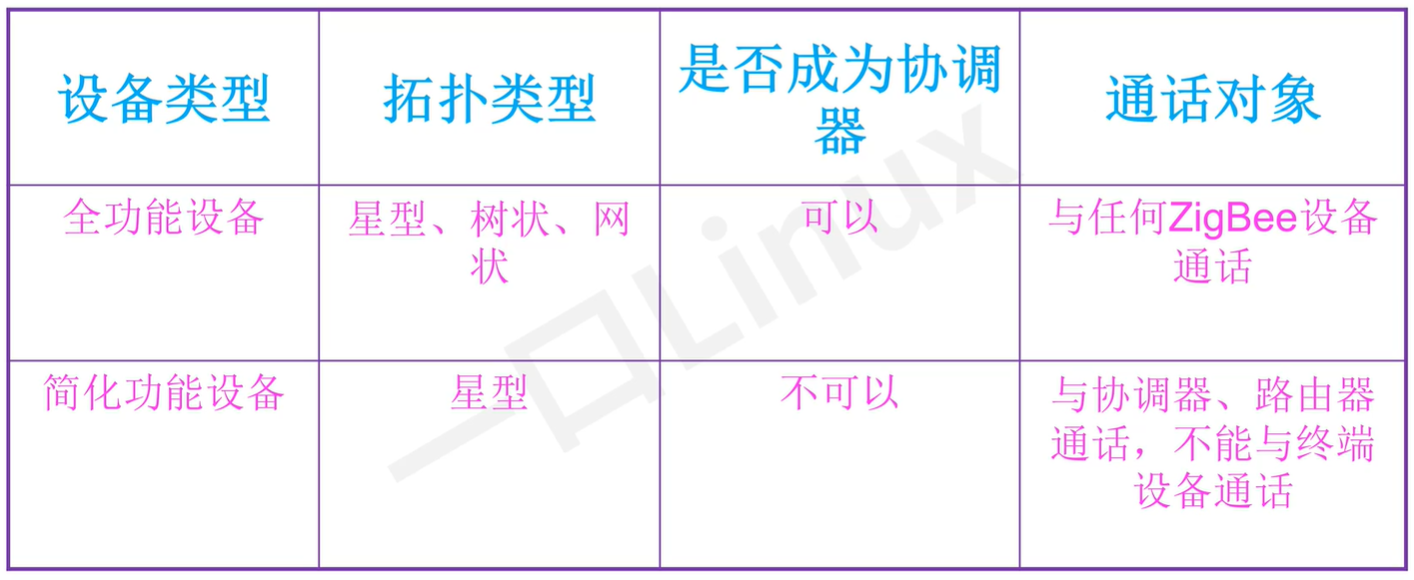 设备类型
拓扑类型
是否成为协调
器
通话对象
全功能设备
星型、树状、网
状
可以
与任何ZigBee设备
通话
简化功能设备
星型
不可以
与协调器、路由器
通话，不能与终端
设备通话
一口Linux